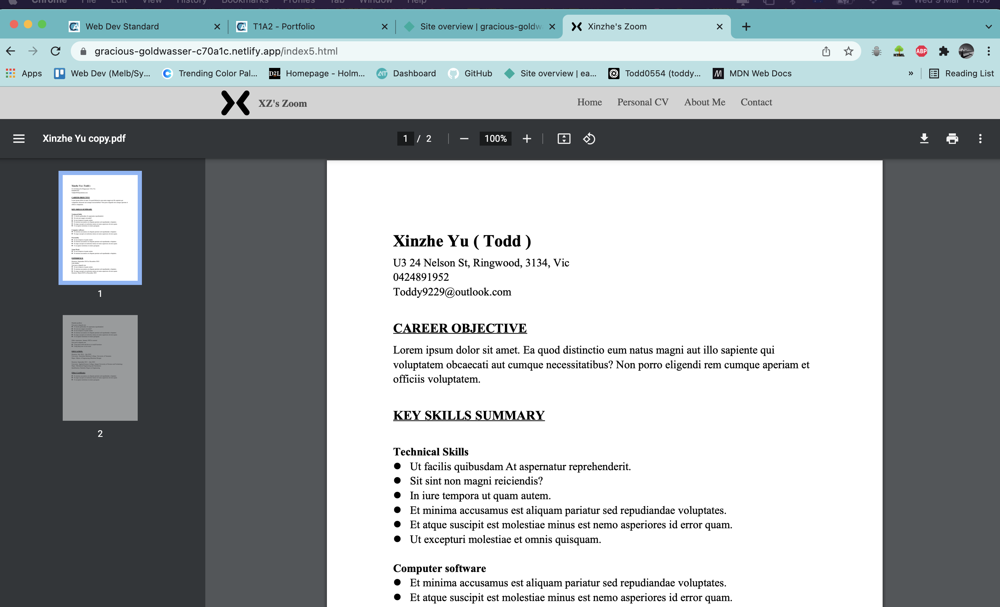 Chrome File Edit View History Bookmarks Profiles Tab Window Help
Wed 9 Mar
Web Dev Standard
T1A2 - Portfolio
Site overview | gracious-goldw
Xinzhe's Zoom
gracious-goldwasser-c70a1c.netlify.app/index5.html
HTML
ABP
Apps
Web Dev (Melb/Sy...
Trending Color Pal...
D2L
Homepage - Holm...
AIT
Dashboard
GitHub
Site overview | ea...
Todd0554 (toddy...
MDN Web Docs
»
Reading List
XZ's Zoom
Home
Personal CV
About Me
Contact
Xinzhe Yu copy.pdf
1 / 2
100%
1
2
Xinzhe Yu ( Todd )
U3 24 Nelson St, Ringwood, 3134, Vic
0424891952
Toddy9229@outlook.com
CAREER OBJECTIVE
Lorem ipsum dolor sit amet. Ea quod distinctio eum natus magni aut illo sapiente qui
voluptatem obcaecati aut cumque necessitatibus? Non porro eligendi rem cumque aperiam et
officiis voluptatem.
KEY SKILLS SUMMARY
Technical Skills
● Ut facilis quibusdam At aspernatur reprehenderit.
● Sit sint non magni reiciendis?
● In iure tempora ut quam autem.
● Et minima accusamus est aliquam pariatur sed repudiandae voluptates.
● Et atque suscipit est molestiae minus est nemo asperiores id error quam.
● Ut excepturi molestiae et omnis quisquam.
Computer software
● Et minima accusamus est aliquam pariatur sed repudiandae voluptates.
● Et atque suscipit est molestiae minus est nemo asperiores id error quam.